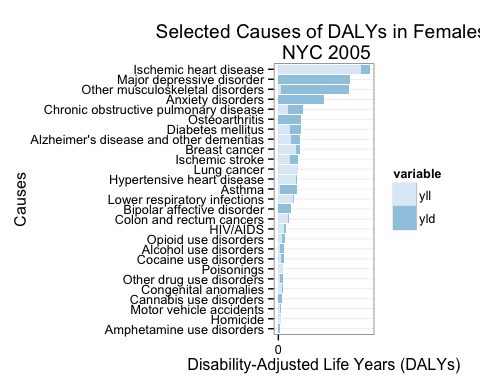 Selected Causes of DALYs in Females
NYC 2005
Causes
Ischemic heart disease
Major depressive disorder
Other musculoskeletal disorders
Anxiety disorders
Chronic obstructive pulmonary disease
Osteoarthritis
Diabetes mellitus
Alzheimer's disease and other dementias
Breast cancer
Ischemic stroke
Lung cancer
Hypertensive heart disease
Asthma
Lower respiratory infections
Bipolar affective disorder
Colon and rectum cancers
HIV/AIDS
Opioid use disorders
Alcohol use disorders
Cocaine use disorders
Poisonings
Other drug use disorders
Congenital anomalies
Cannabis use disorders
Motor vehicle accidents
Homicide
Amphetamine use disorders
0
Disability-Adjusted Life Years (DALYs)
variable
yll
yld